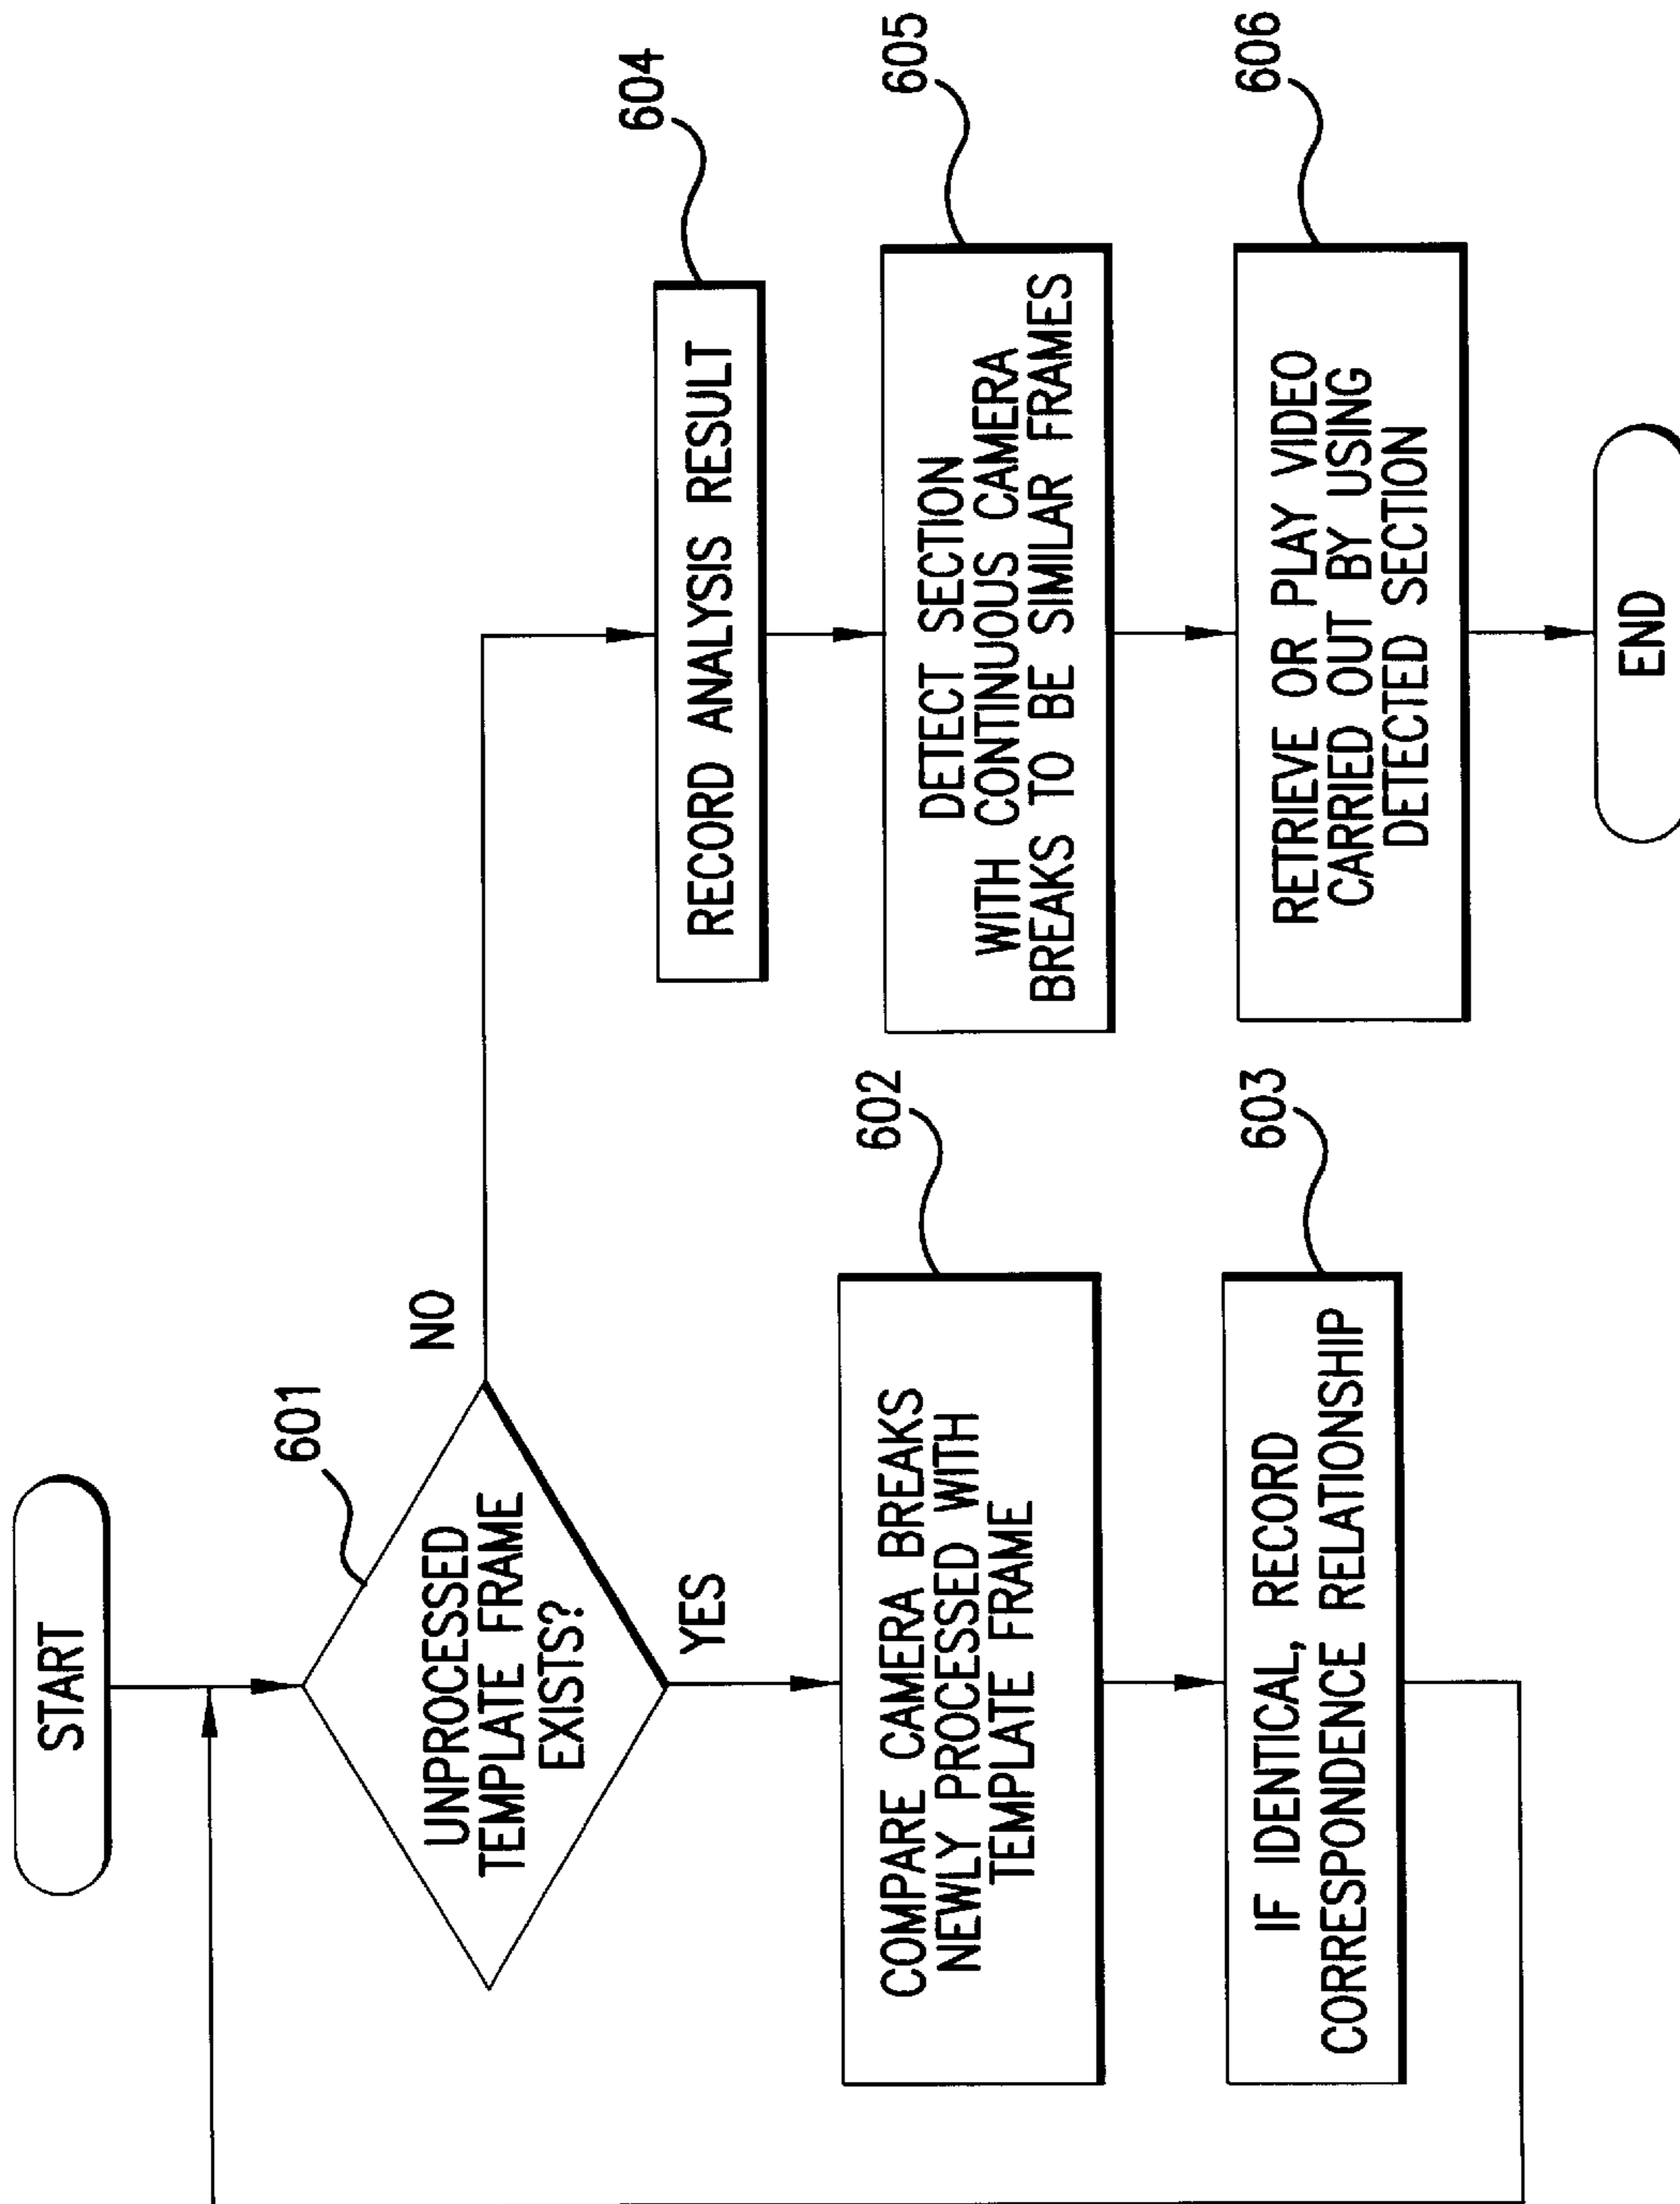 START
601
UNPROCESSED
TEMPLATE FRAME
EXISTS?
NO
YES
602
COMPARE CAMERA BREAKS
NEWLY PROCESSED WITH
TEMPLATE FRAME
603
IF IDENTICAL, RECORD
CORRESPONDENCE RELATIONSHIP
604
RECORD ANALYSIS RESULT
605
DETECT SECTION
WITH CONTINUOUS CAMERA
BREAKS TO BE SIMILAR FRAMES
606
RETRIEVE OR PLAY VIDEO
CARRIED OUT BY USING
DETECTED SECTION
END